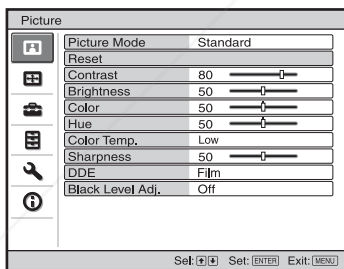 Picture
Picture Mode Standard
Reset
Contrast 80
Brightness 50
Color 50
Hue 50
Color Temp. Low
Sharpness 50
DDE Film
Black Level Adj. Off
Sel: Set: ENTER Exit: MENU